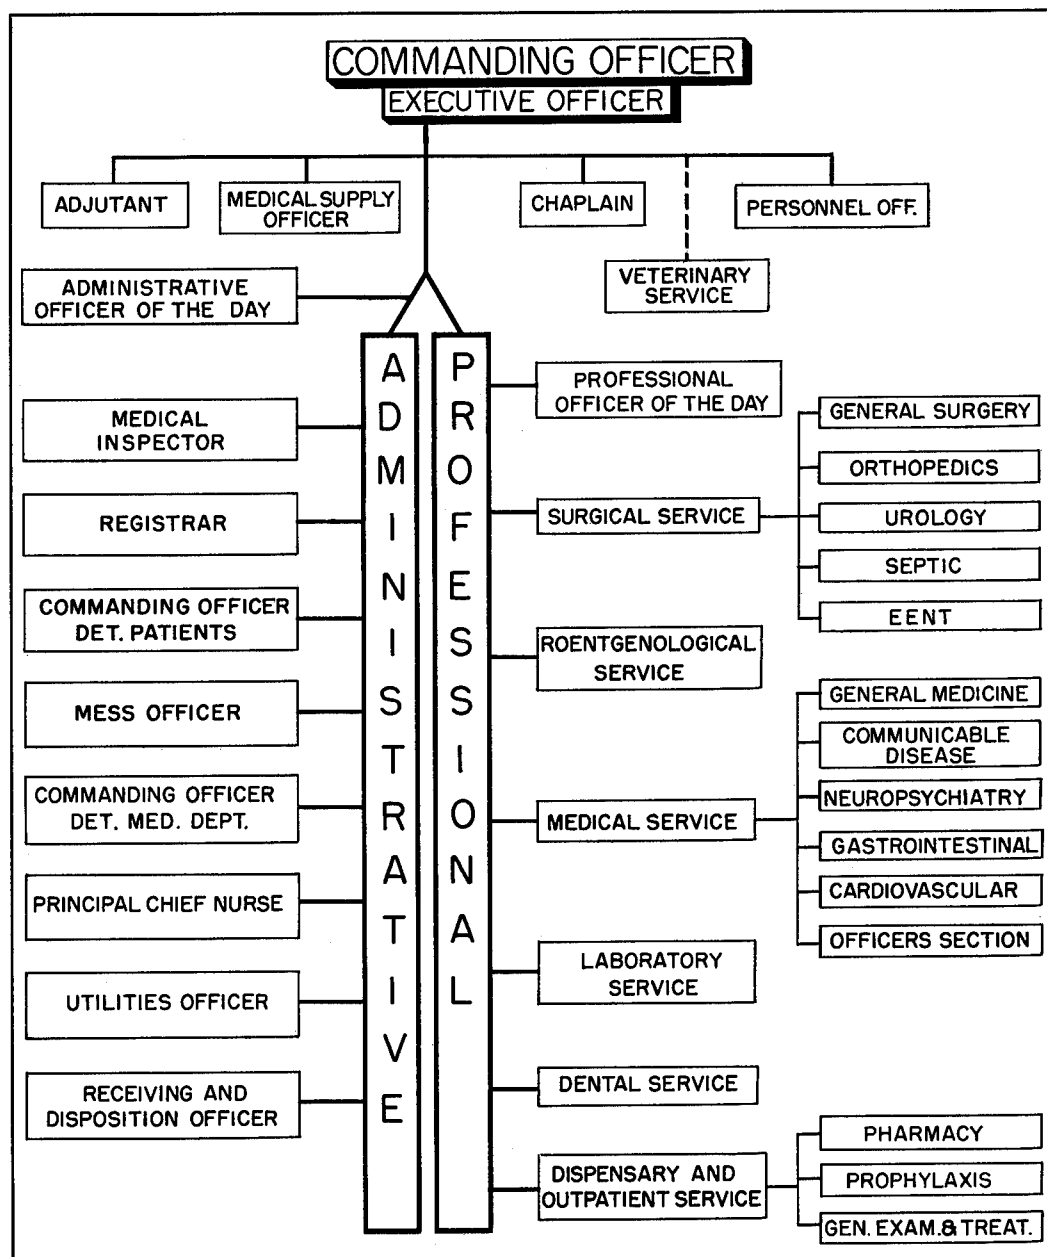 COMMANDING OFFICER
EXECUTIVE OFFICER
ADJUTANT
MEDICAL SUPPLY
OFFICER
CHAPLAIN
PERSONNEL OFF.
VETERINARY
SERVICE
ADMINISTRATIVE
OFFICER OF THE DAY
ADMINISTRATIVE
MEDICAL
INSPECTOR
REGISTRAR
COMMANDING OFFICER
DET. PATIENTS
MESS OFFICER
COMMANDING OFFICER
DET. MED. DEPT.
PRINCIPAL CHIEF NURSE
UTILITIES OFFICER
RECEIVING AND
DISPOSITION OFFICER
PROFESSIONAL
PROFESSIONAL
OFFICER OF THE DAY
SURGICAL SERVICE
GENERAL SURGERY
ORTHOPEDICS
UROLOGY
SEPTIC
EENT
ROENTGENOLOGICAL
SERVICE
MEDICAL SERVICE
GENERAL MEDICINE
COMMUNICABLE
DISEASE
NEUROPSYCHIATRY
GASTROINTESTINAL
CARDIOVASCULAR
OFFICERS SECTION
LABORATORY
SERVICE
DENTAL SERVICE
DISPENSARY AND
OUTPATIENT SERVICE
PHARMACY
PROPHYLAXIS
GEN. EXAM. & TREAT.